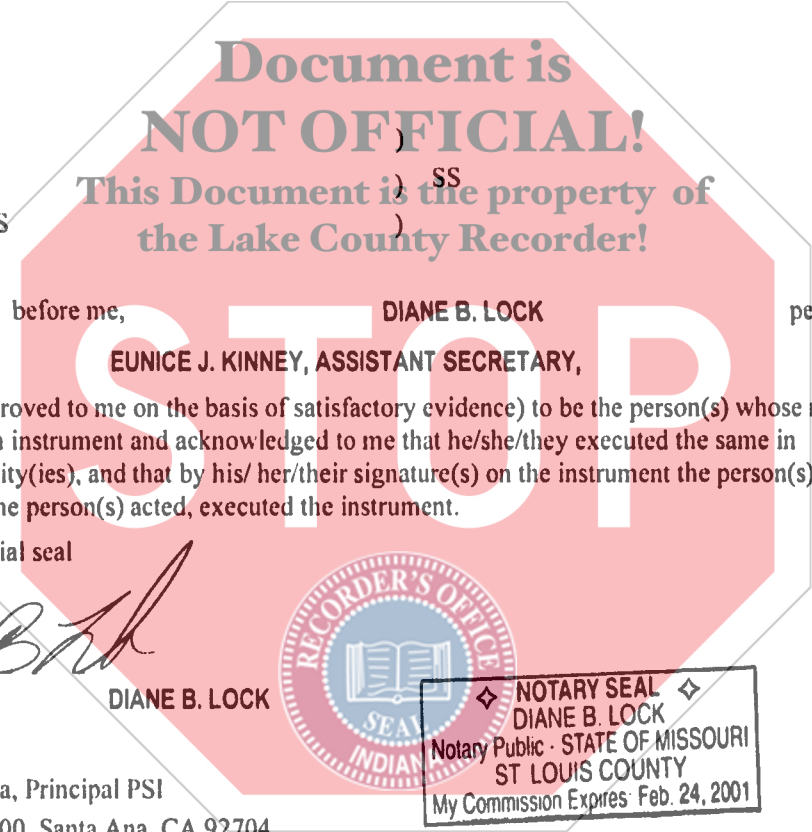 Document is
NOT OFFICIAL!
)
This Document is the property of
) SS
the Lake County Recorder!
)
S
before me, DIANE B. LOCK pe
EUNICE J. KINNEY, ASSISTANT SECRETARY,
roved to me on the basis of satisfactory evidence) to be the person(s) whose
instrument and acknowledged to me that he/she/they executed the same in
ity(ies), and that by his/ her/their signature(s) on the instrument the person(s)
he person(s) acted, executed the instrument.
STOP
ial seal
RECORDER'S OFFICE
SEAL
INDIANA
DIANE B. LOCK
NOTARY SEAL
DIANE B. LOCK
Notary Public - STATE OF MISSOURI
ST LOUIS COUNTY
My Commission Expires Feb. 24, 2001
a, Principal PSI
00, Santa Ana, CA 92704